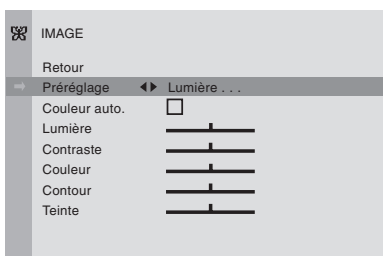 IMAGE
Retour
Préréglage Lumière . . .
Couleur auto.
Lumière
Contraste
Couleur
Contour
Teinte